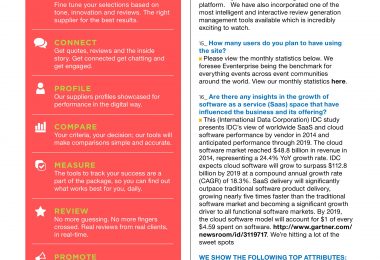 Fine tune your selections based on
tone, innovation and reviews. The right
supplier for the best results.
CONNECT
Get quotes, reviews and the inside
story. Get connected get chatting and
get engaged.
PROFILE
Our suppliers profiles showcased for
performance in the digital way.
COMPARE
Your criteria, your decision; our tools will
make comparisons simple and accurate.
MEASURE
The tools to track your success are a
part of the package, so you can find out
what works best for you, daily.
REVIEW
No more guessing. No more fingers
crossed. Real reviews from real clients,
in real-time.
PROMOTE
platform. We have also incorporated one of the
most intelligent and interactive review generation
management tools available which is incredibly
exciting to watch.
15_ How many users do you plan to have using
the site?
Please view the monthly statistics below. We
foresee Eventerprise being the benchmark for
everything events across event communities
around the world. View our monthly statistics here.
16_ Are there any insights in the growth of
software as a service (Saas) space that have
influenced the business and its offering?
This (International Data Corporation) IDC study
presents IDC's view of worldwide SaaS and cloud
software performance by vendor in 2014 and
anticipated performance through 2019. The cloud
software market reached $48.8 billion in revenue
in 2014, representing a 24.4% YoY growth rate. IDC
expects cloud software will grow to surpass $112.8
billion by 2019 at a compound annual growth rate
(CAGR) of 18.3%. SaaS delivery will significantly
outpace traditional software product delivery,
growing nearly five times faster than the traditional
software market and becoming a significant growth
driver to all functional software markets. By 2019,
the cloud software model will account for $1 of every
$4.59 spent on software. http://www.gartner.com/
newsroom/id/3119717. We're hitting a lot of the
sweet spots
WE SHOW THE FOLLOWING TOP ATTRIBUTES: